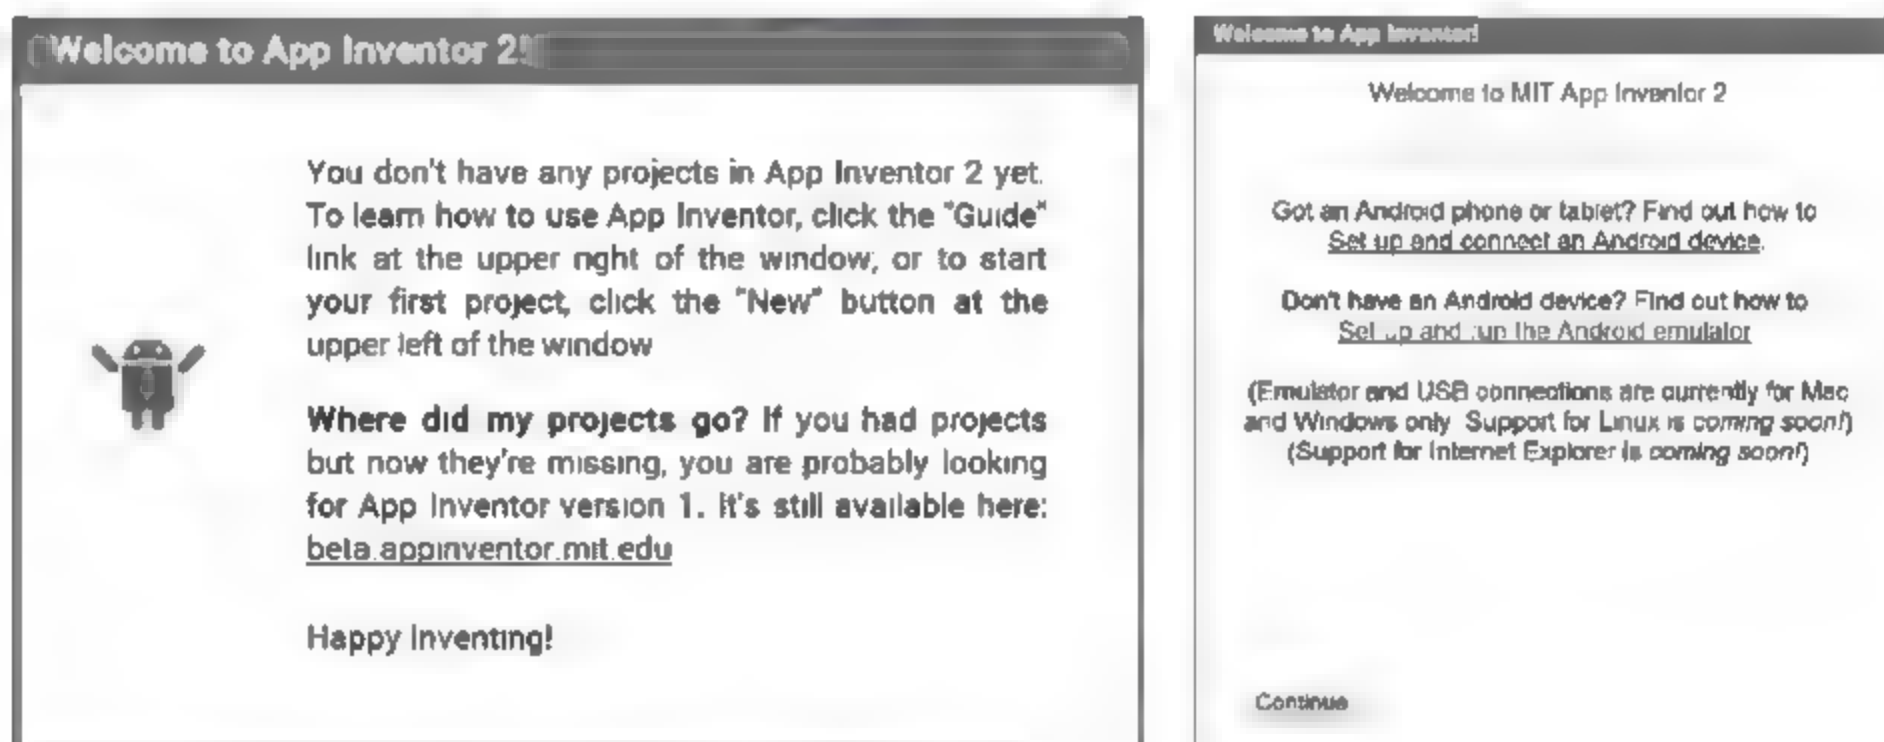 Welcome to App Inventor 2!
You don't have any projects in App Inventor 2 yet.
To learn how to use App Inventor, click the "Guide"
link at the upper right of the window; or to start
your first project, click the "New" button at the
upper left of the window
Where did my projects go? If you had projects
but now they're missing, you are probably looking
for App Inventor version 1. It's still available here:
beta.appinventor.mit.edu
Happy Inventing!
Welcome to App Inventor!
Welcome to MIT App Inventor 2
Got an Android phone or tablet? Find out how to
Set up and connect an Android device.
Don't have an Android device? Find out how to
Set up and run the Android emulator
(Emulator and USB connections are currently for Mac
and Windows only Support for Linux is coming soon!)
(Support for Internet Explorer is coming soon!)
Continue